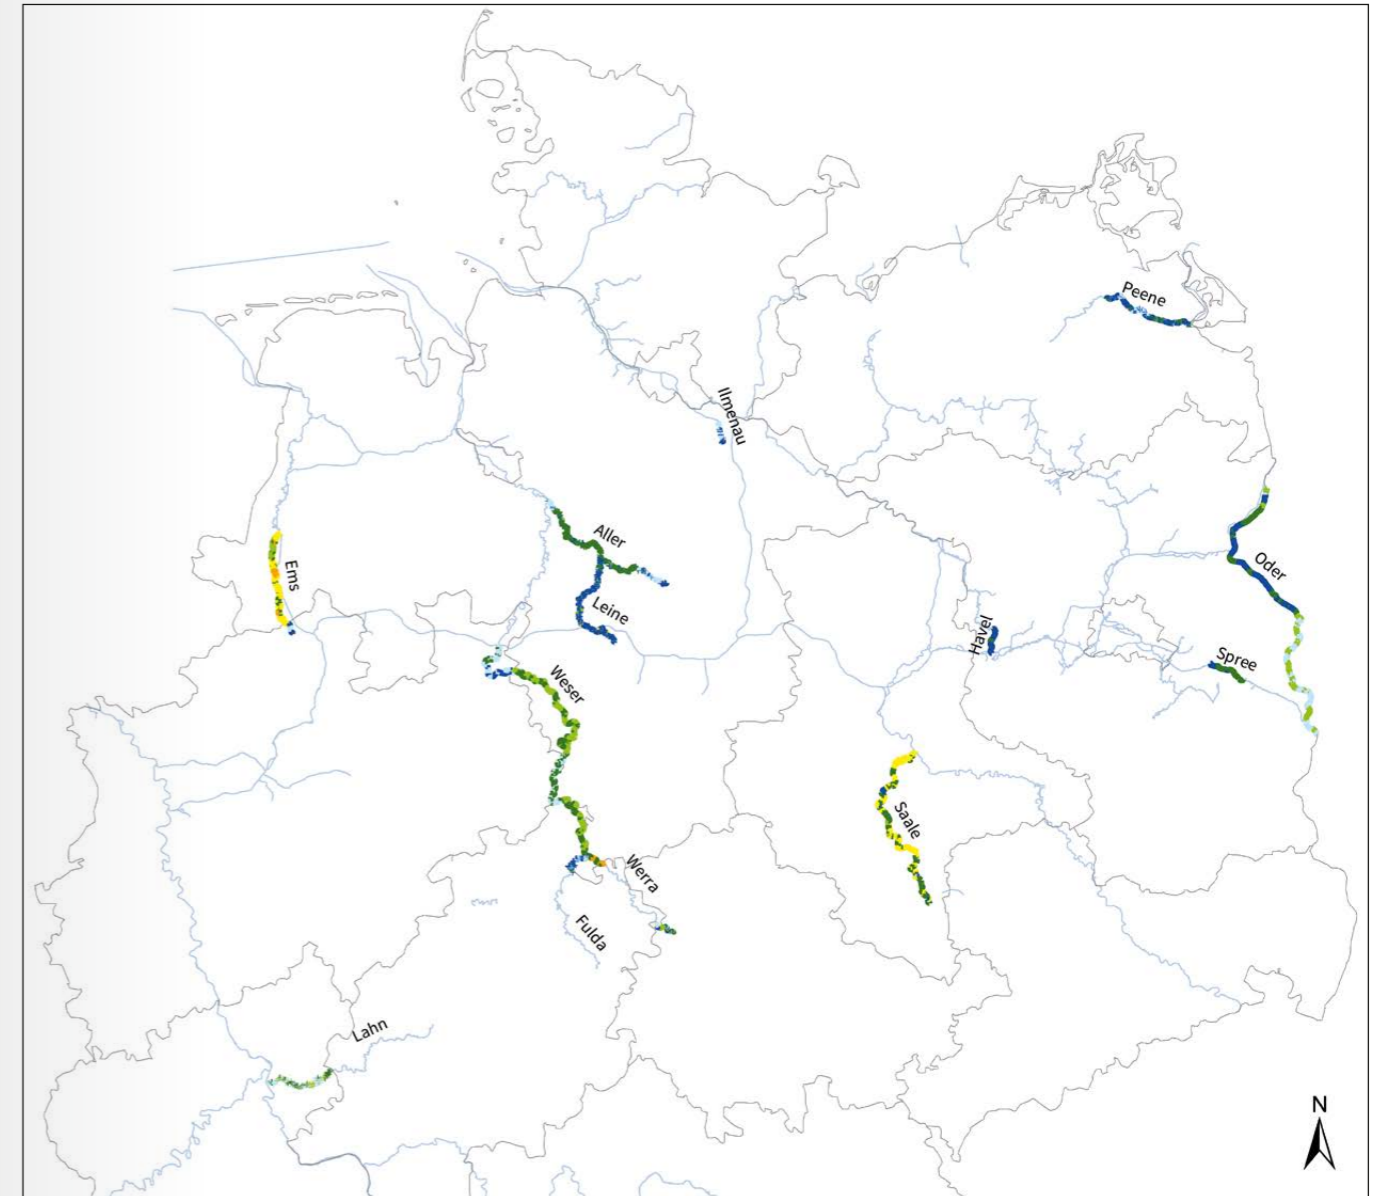 Peene
Ilmenau
Aller
Ems
Oder
Leine
Havel
Spree
Weser
Saale
Werra
Fulda
Lahn
N